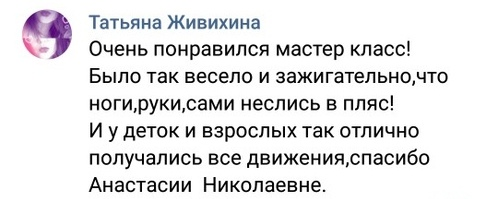 Татьяна Живихина
Очень понравился мастер класс!
Было так весело и зажигательно,что
ноги,руки,сами неслись в пляс!
И у деток и взрослых так отлично
получались все движения,спасибо
Анастасии  Николаевне.